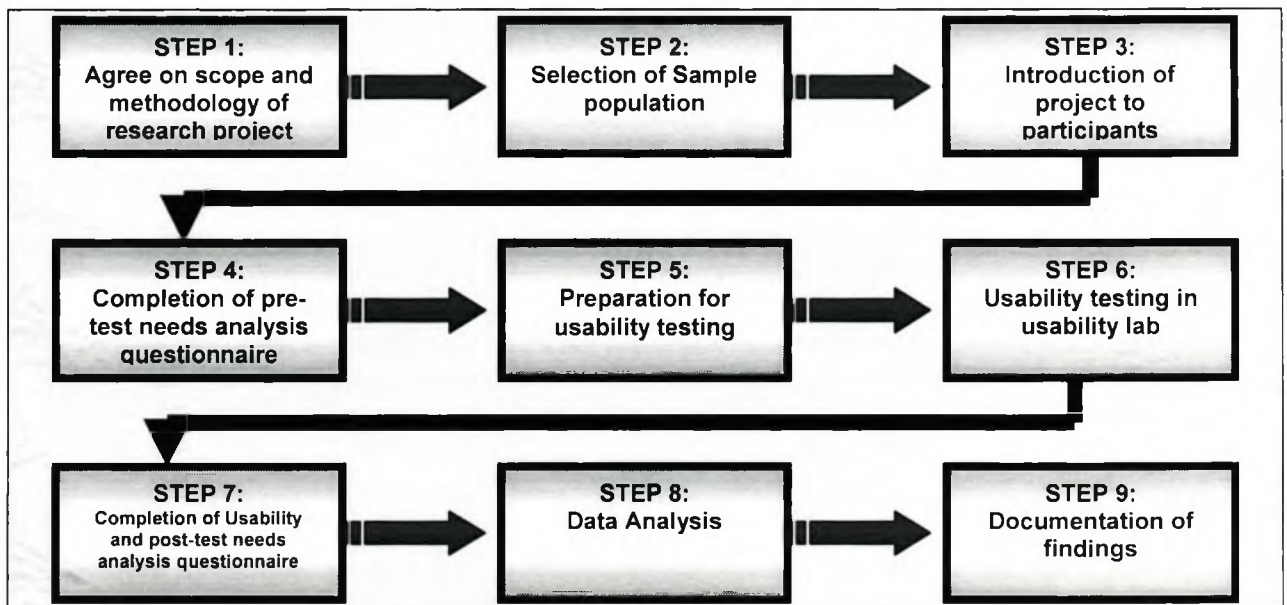 STEP 1:
Agree on scope and
methodology of
research project
STEP 2:
Selection of Sample
population
STEP 3:
Introduction of
project to
participants
STEP 4:
Completion of pre-
test needs analysis
questionnaire
STEP 5:
Preparation for
usability testing
STEP 6:
Usability testing in
usability lab
STEP 7:
Completion of Usability
and post-test needs
analysis questionnaire
STEP 8:
Data Analysis
STEP 9:
Documentation of
findings